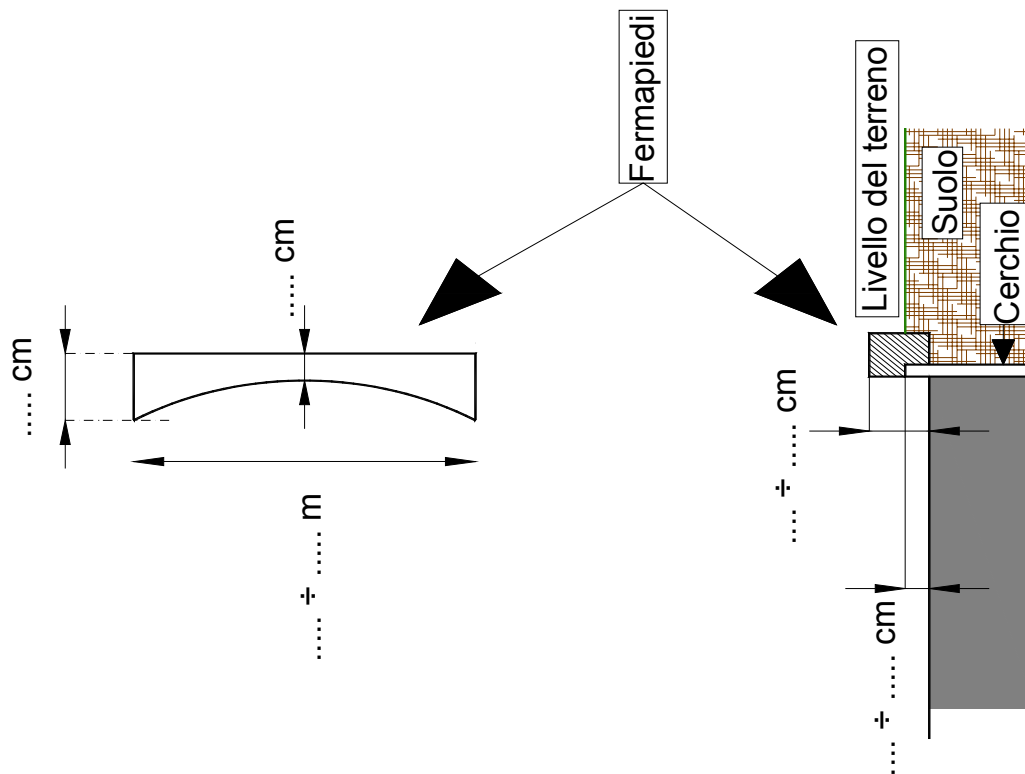 ..... cm
..... cm
..... ÷ ..... m
Fermapiedi
Livello del terreno
Suolo
Cerchio
..... ÷ ..... cm
..... ÷ ..... cm